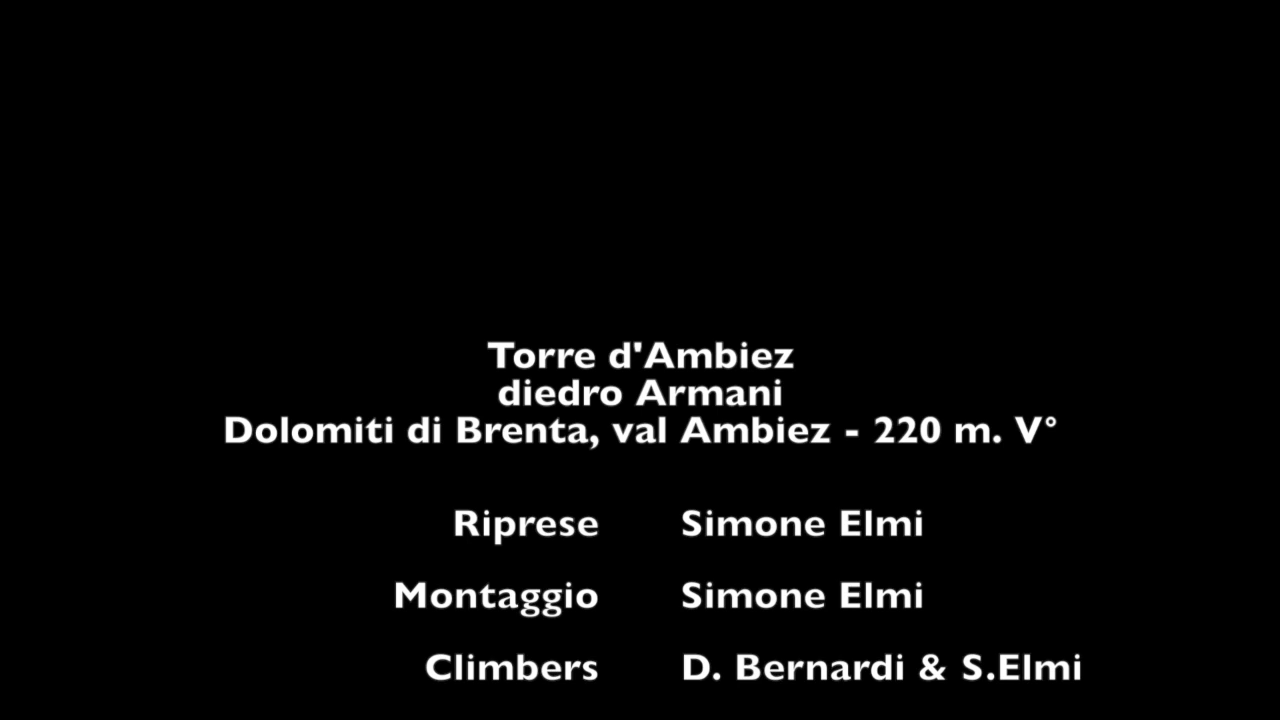 Torre d'Ambiez
diedro Armani
Dolomiti di Brenta, val Ambiez - 220 m. V°
Riprese Simone Elmi
Montaggio Simone Elmi
Climbers D. Bernardi & S.Elmi